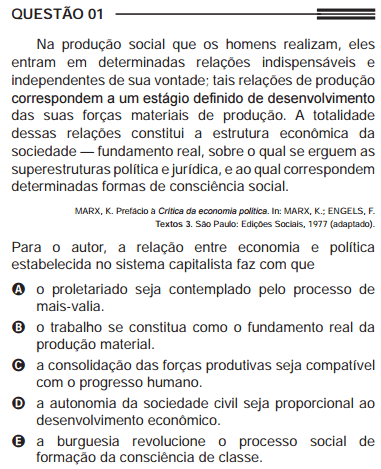 QUESTÃO 01
Na produção social que os homens realizam, eles
entram em determinadas relações indispensáveis e
independentes de sua vontade; tais relações de produção
correspondem a um estágio definido de desenvolvimento
das suas forças materiais de produção. A totalidade
dessas relações constitui a estrutura econômica da
sociedade — fundamento real, sobre o qual se erguem as
superestruturas política e jurídica, e ao qual correspondem
determinadas formas de consciência social.
MARX, K. Prefácio à Crítica da economia política. In: MARX, K.; ENGELS, F.
Textos 3. São Paulo: Edições Sociais, 1977 (adaptado).
Para o autor, a relação entre economia e política
estabelecida no sistema capitalista faz com que
A o proletariado seja contemplado pelo processo de
mais-valia.
B o trabalho se constitua como o fundamento real da
produção material.
C a consolidação das forças produtivas seja compatível
com o progresso humano.
D a autonomia da sociedade civil seja proporcional ao
desenvolvimento econômico.
E a burguesia revolucione o processo social de
formação da consciência de classe.